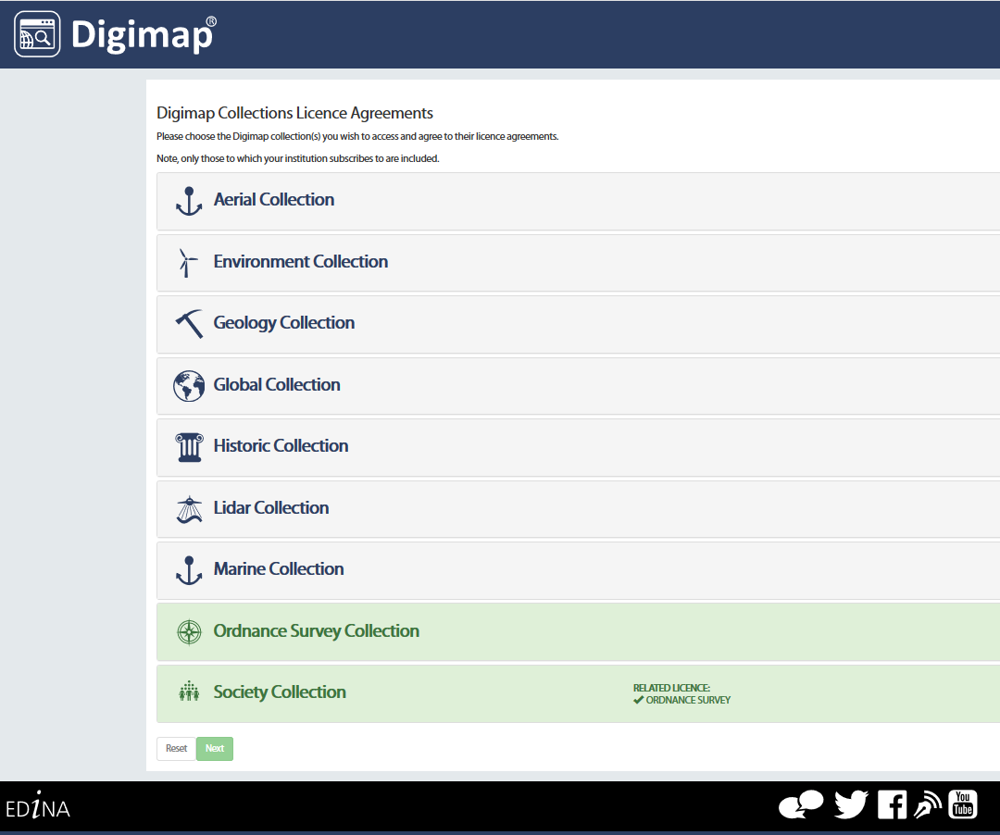 Digimap®
Digimap Collections Licence Agreements
Please choose the Digimap collection(s) you wish to access and agree to their licence agreements.
Note, only those to which your institution subscribes to are included.
Aerial Collection
Environment Collection
Geology Collection
Global Collection
Historic Collection
Lidar Collection
Marine Collection
Ordnance Survey Collection
Society Collection
RELATED LICENCE:
ORDNANCE SURVEY
Reset
Next
EDINA
You
Tube